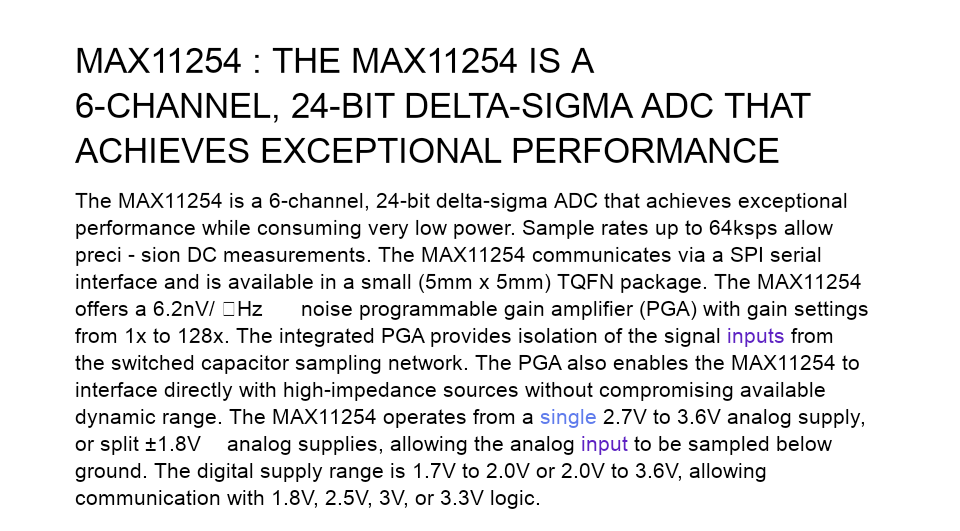 MAX11254 : THE MAX11254 IS A
6-CHANNEL, 24-BIT DELTA-SIGMA ADC THAT
ACHIEVES EXCEPTIONAL PERFORMANCE
The MAX11254 is a 6-channel, 24-bit delta-sigma ADC that achieves exceptional
performance while consuming very low power. Sample rates up to 64ksps allow
preci - sion DC measurements. The MAX11254 communicates via a SPI serial
interface and is available in a small (5mm x 5mm) TQFN package. The MAX11254
offers a 6.2nV/ □Hz noise programmable gain amplifier (PGA) with gain settings
from 1x to 128x. The integrated PGA provides isolation of the signal inputs from
the switched capacitor sampling network. The PGA also enables the MAX11254 to
interface directly with high-impedance sources without compromising available
dynamic range. The MAX11254 operates from a single 2.7V to 3.6V analog supply,
or split ±1.8V analog supplies, allowing the analog input to be sampled below
ground. The digital supply range is 1.7V to 2.0V or 2.0V to 3.6V, allowing
communication with 1.8V, 2.5V, 3V, or 3.3V logic.